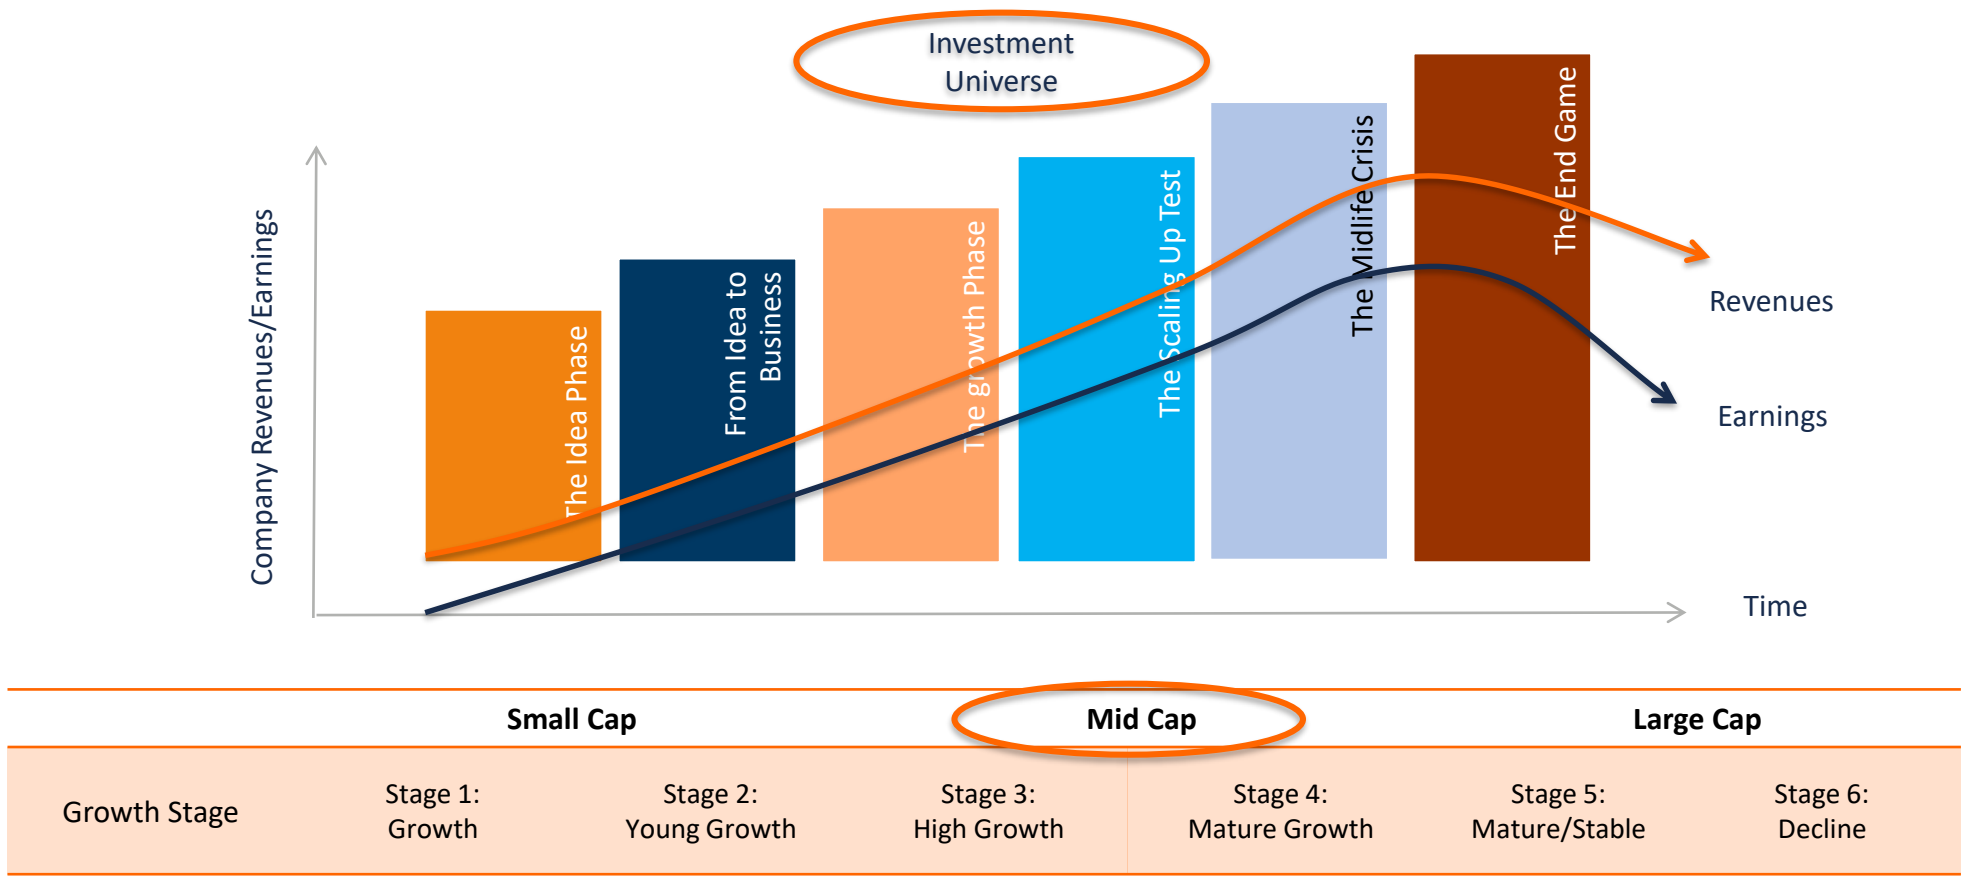 Investment
Universe
Company Revenues/Earnings
The Idea Phase
From Idea to
Business
The growth Phase
The Scaling Up Test
The Midlife Crisis
The End Game
Revenues
Earnings
Time
Small Cap
Mid Cap
Large Cap
Growth Stage
Stage 1:
Growth
Stage 2:
Young Growth
Stage 3:
High Growth
Stage 4:
Mature Growth
Stage 5:
Mature/Stable
Stage 6:
Decline